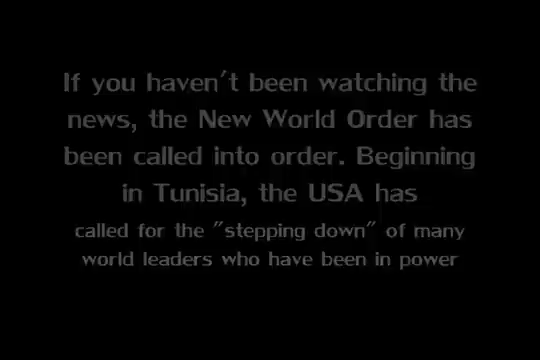 If you haven't been watching the
news, the New World Order has
been called into order. Beginning
in Tunisia, the USA has
called for the "stepping down" of many
world leaders who have been in power